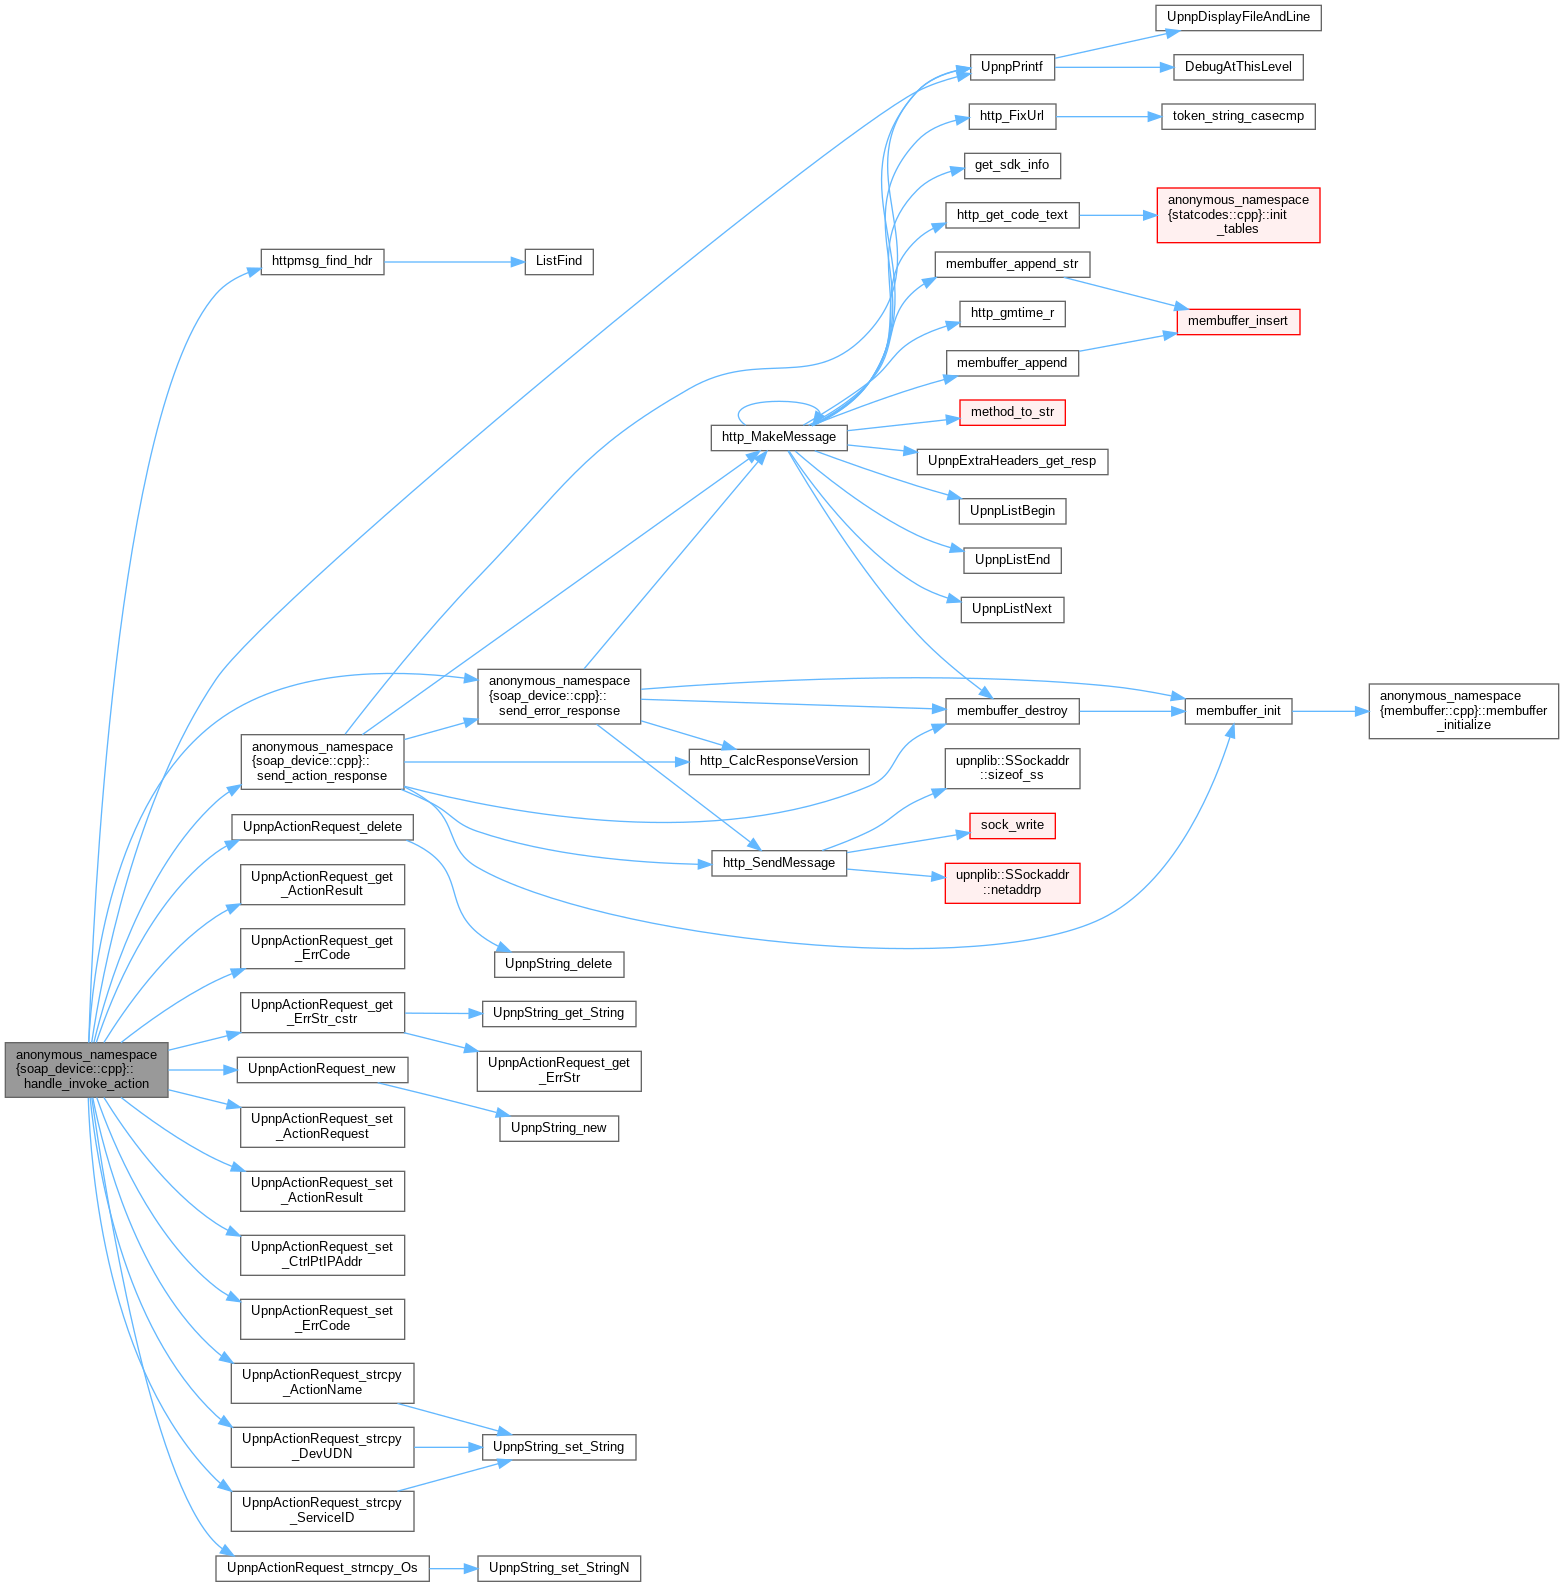 UpnpDisplayFileAndLine
UpnpPrintf
DebugAtThisLevel
http_FixUrl
token_string_casecmp
get_sdk_info
http_get_code_text
anonymous_namespace
{statcodes::cpp}::init
_tables
httpmsg_find_hdr
ListFind
membuffer_append_str
http_gmtime_r
membuffer_insert
membuffer_append
method_to_str
http_MakeMessage
UpnpExtraHeaders_get_resp
UpnpListBegin
UpnpListEnd
UpnpListNext
anonymous_namespace
{soap_device::cpp}::
send_error_response
membuffer_destroy
membuffer_init
anonymous_namespace
{membuffer::cpp}::membuffer
_initialize
anonymous_namespace
{soap_device::cpp}::
send_action_response
http_CalcResponseVersion
upnplib::SSockaddr
::sizeof_ss
UpnpActionRequest_delete
sock_write
http_SendMessage
upnplib::SSockaddr
::netaddrp
UpnpActionRequest_get
_ActionResult
UpnpActionRequest_get
_ErrCode
UpnpString_delete
UpnpActionRequest_get
_ErrStr_cstr
UpnpString_get_String
anonymous_namespace
{soap_device::cpp}::
handle_invoke_action
UpnpActionRequest_new
UpnpActionRequest_get
_ErrStr
UpnpActionRequest_set
_ActionRequest
UpnpString_new
UpnpActionRequest_set
_ActionResult
UpnpActionRequest_set
_CtrlPtIPAddr
UpnpActionRequest_set
_ErrCode
UpnpActionRequest_strcpy
_ActionName
UpnpActionRequest_strcpy
_DevUDN
UpnpString_set_String
UpnpActionRequest_strcpy
_ServiceID
UpnpActionRequest_strncpy_Os
UpnpString_set_StringN